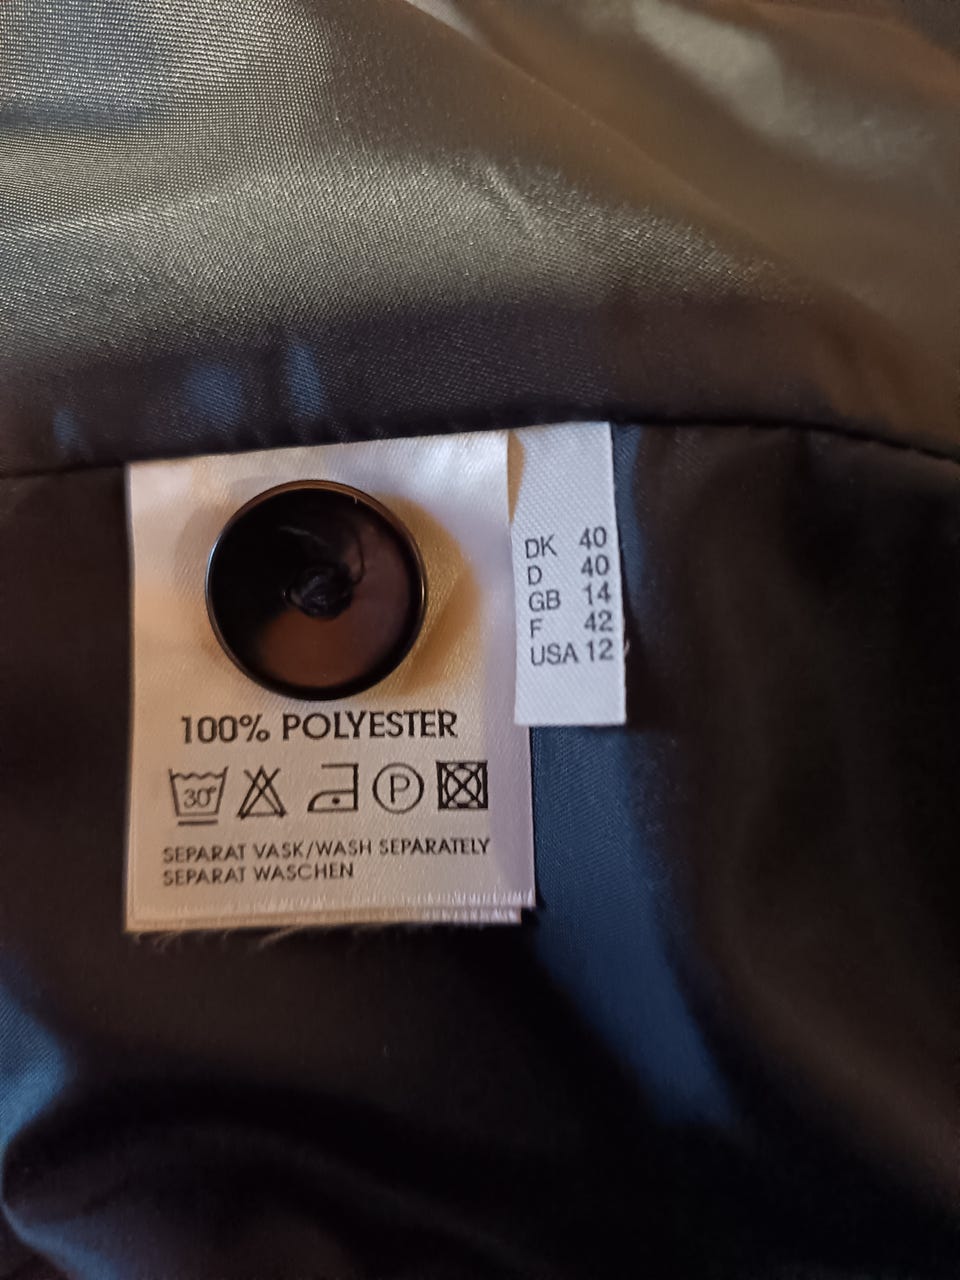 100% POLYESTER
30°
P
SEPARAT VASK/WASH SEPARATELY
SEPARAT WASCHEN
DK 40
D 40
GB 14
F 42
USA 12